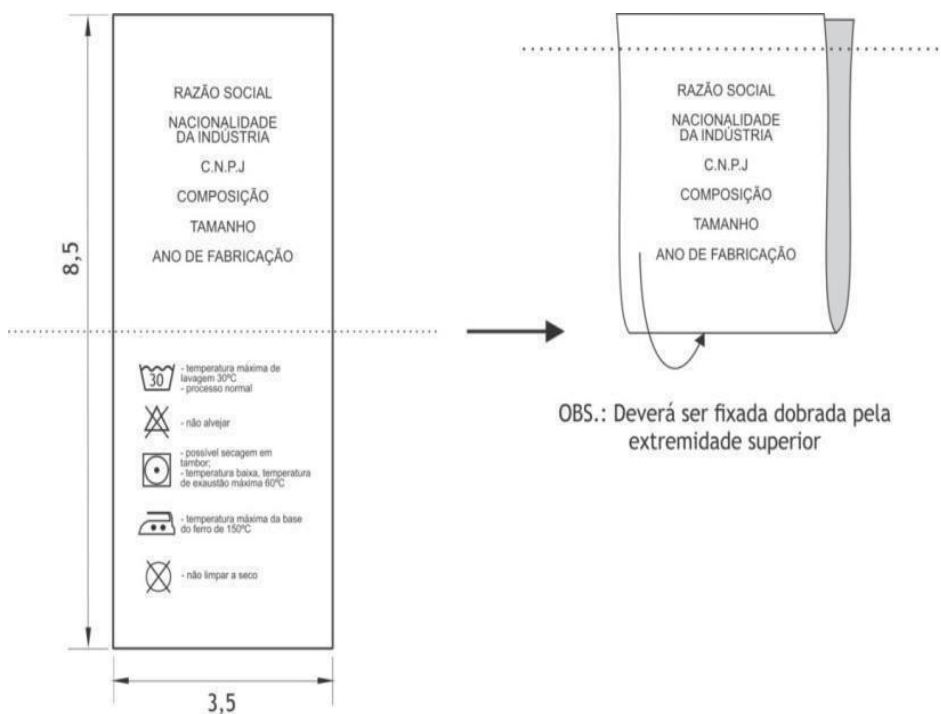 RAZÃO SOCIAL
NACIONALIDADE
DA INDÚSTRIA
C.N.P.J
COMPOSIÇÃO
TAMANHO
ANO DE FABRICAÇÃO
8,5
30
- temperatura máxima de
lavagem 30ºC
- processo normal
- não alvejar
- possível secagem em
tambor;
- temperatura baixa, temperatura
de exaustão máxima 60ºC
- temperatura máxima da base
do ferro de 150ºC
- não limpar a seco
3,5
RAZÃO SOCIAL
NACIONALIDADE
DA INDÚSTRIA
C.N.P.J
COMPOSIÇÃO
TAMANHO
ANO DE FABRICAÇÃO
OBS.: Deverá ser fixada dobrada pela
extremidade superior